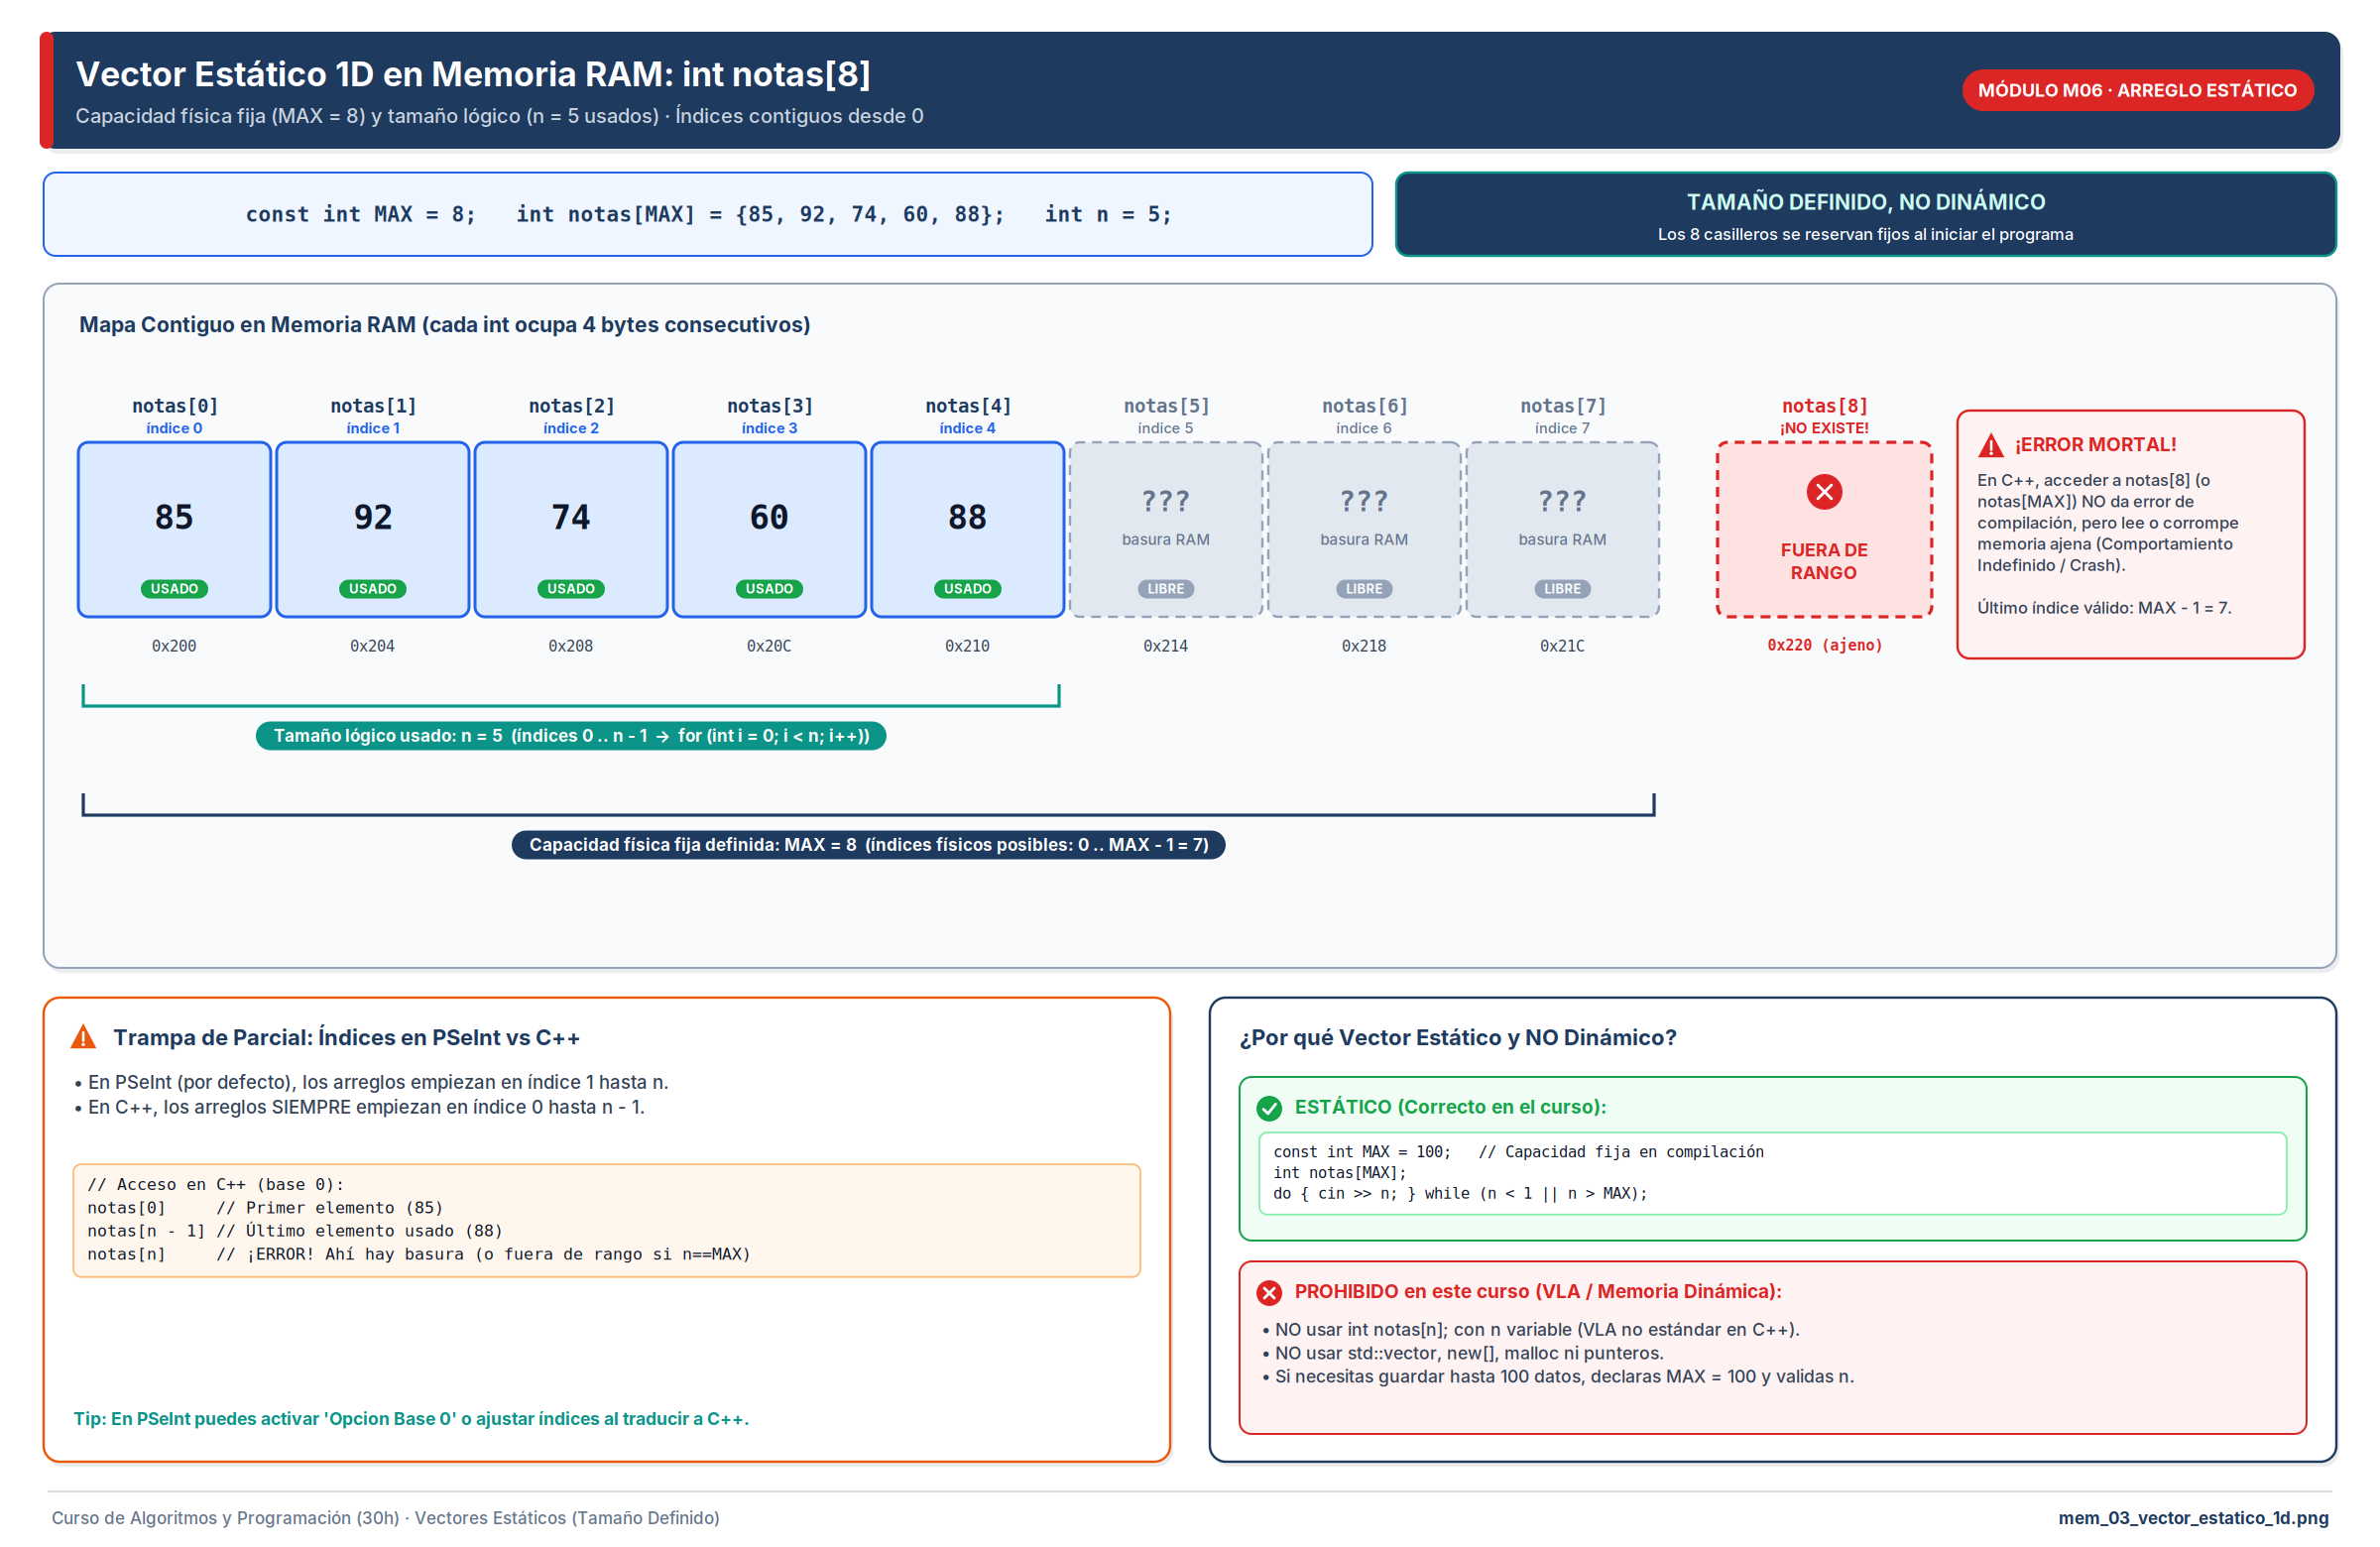 Vector Estático 1D en Memoria RAM: int notas[8]
Capacidad física fija (MAX = 8) y tamaño lógico (n = 5 usados) · Índices contiguos desde 0
MÓDULO M06 · ARREGLO ESTÁTICO
const int MAX = 8;   int notas[MAX] = {85, 92, 74, 60, 88};   int n = 5;
TAMAÑO DEFINIDO, NO DINÁMICO
Los 8 casilleros se reservan fijos al iniciar el programa
Mapa Contiguo en Memoria RAM (cada int ocupa 4 bytes consecutivos)
notas[0] notas[1] notas[2] notas[3] notas[4] notas[5] notas[6] notas[7] notas[8]
índice 0 índice 1 índice 2 índice 3 índice 4 índice 5 índice 6 índice 7 ¡NO EXISTE!
85 92 74 60 88 ??? ??? ???
basura RAM basura RAM basura RAM
FUERA DE
RANGO
USADO USADO USADO USADO USADO LIBRE LIBRE LIBRE
0x200 0x204 0x208 0x20C 0x210 0x214 0x218 0x21C 0x220 (ajeno)
¡ERROR MORTAL!
En C++, acceder a notas[8] (o
notas[MAX]) NO da error de
compilación, pero lee o corrompe
memoria ajena (Comportamiento
Indefinido / Crash).
Último índice válido: MAX - 1 = 7.
Tamaño lógico usado: n = 5 (índices 0 .. n - 1 → for (int i = 0; i < n; i++))
Capacidad física fija definida: MAX = 8 (índices físicos posibles: 0 .. MAX - 1 = 7)
Trampa de Parcial: Índices en PSeInt vs C++
• En PSeInt (por defecto), los arreglos empiezan en índice 1 hasta n.
• En C++, los arreglos SIEMPRE empiezan en índice 0 hasta n - 1.
// Acceso en C++ (base 0):
notas[0]     // Primer elemento (85)
notas[n - 1] // Último elemento usado (88)
notas[n]     // ¡ERROR! Ahí hay basura (o fuera de rango si n==MAX)
Tip: En PSeInt puedes activar 'Opcion Base 0' o ajustar índices al traducir a C++.
¿Por qué Vector Estático y NO Dinámico?
ESTÁTICO (Correcto en el curso):
const int MAX = 100;   // Capacidad fija en compilación
int notas[MAX];
do { cin >> n; } while (n < 1 || n > MAX);
PROHIBIDO en este curso (VLA / Memoria Dinámica):
• NO usar int notas[n]; con n variable (VLA no estándar en C++).
• NO usar std::vector, new[], malloc ni punteros.
• Si necesitas guardar hasta 100 datos, declaras MAX = 100 y validas n.
Curso de Algoritmos y Programación (30h) · Vectores Estáticos (Tamaño Definido)
mem_03_vector_estatico_1d.png